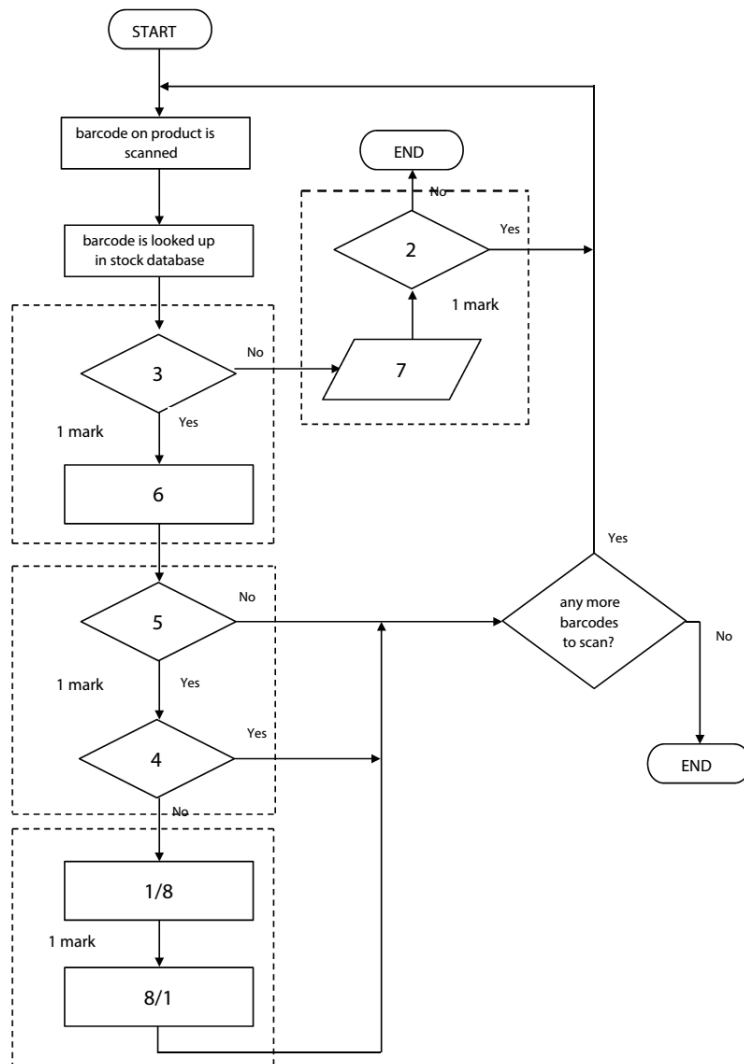 START
barcode on product is
scanned
END
No
barcode is looked up
in stock database
2
Yes
1 mark
3
No
7
Yes
1 mark
6
Yes
5
No
any more
barcodes
to scan?
No
1 mark
Yes
4
Yes
END
No
1/8
1 mark
8/1